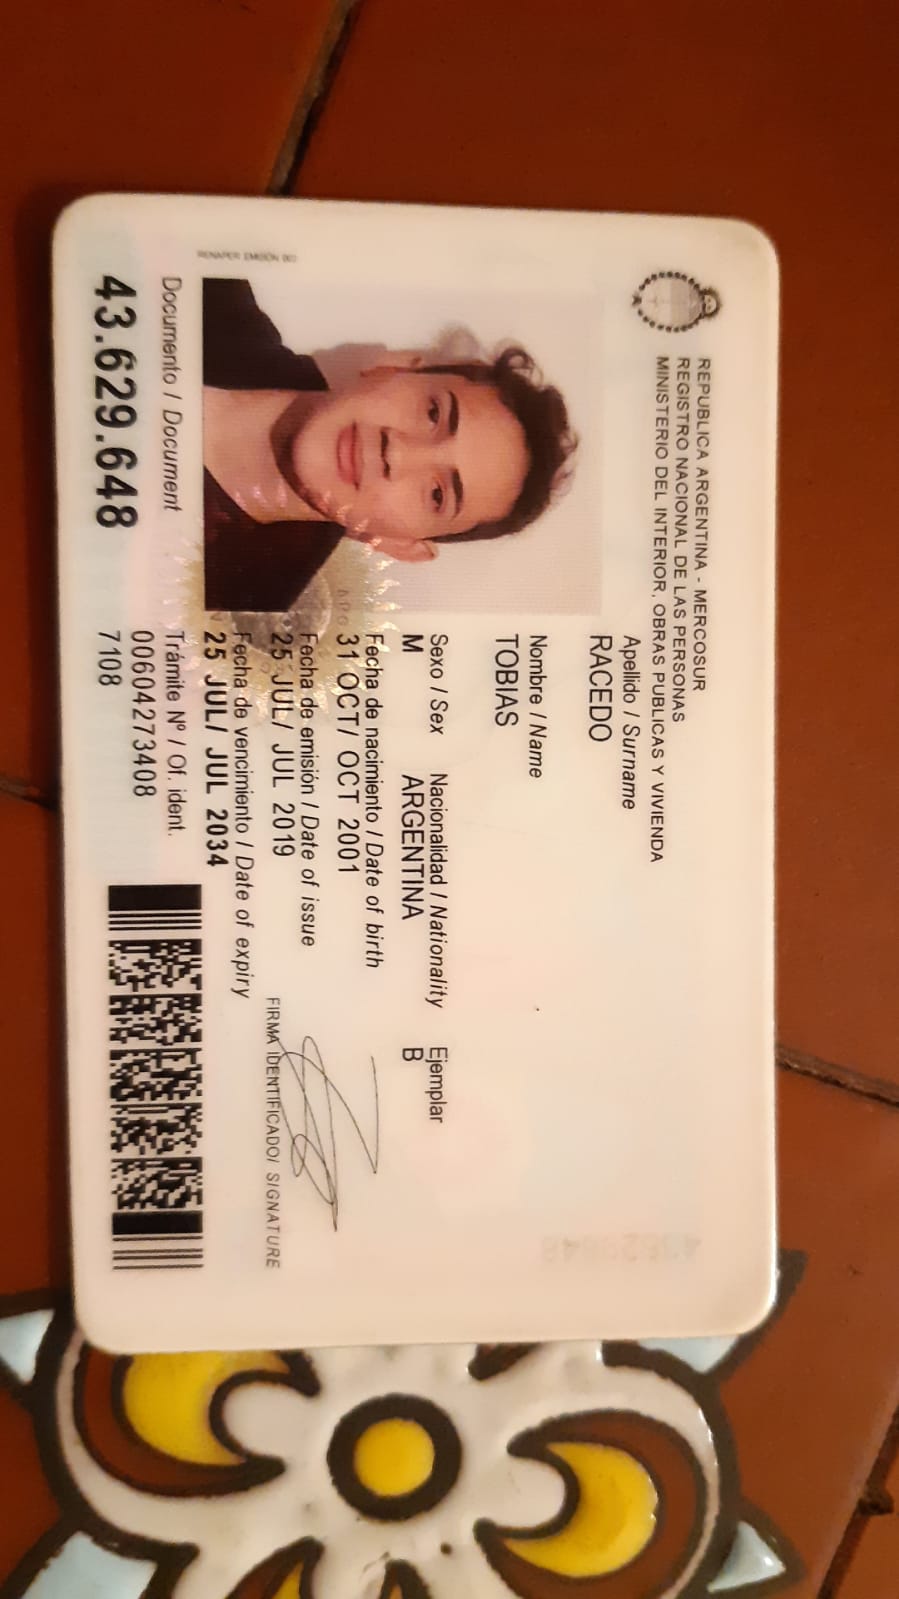 REPUBLICA ARGENTINA - MERCOSUR
REGISTRO NACIONAL DE LAS PERSONAS
MINISTERIO DEL INTERIOR, OBRAS PUBLICAS Y VIVIENDA
Apellido / Surname
RACEDO
Nombre / Name
TOBIAS
Sexo / Sex Nacionalidad / Nationality Ejemplar
M ARGENTINA B
Fecha de nacimiento / Date of birth
31 OCT/ OCT 2001
Fecha de emisión / Date of issue
25 JUL/ JUL 2019
FIRMA IDENTIFICADO/ SIGNATURE
Fecha de vencimiento / Date of expiry
25 JUL/ JUL 2034
RENAPER EMISIÓN
Documento / Document
43.629.648
Trámite Nº / Of. ident.
00604273408
7108